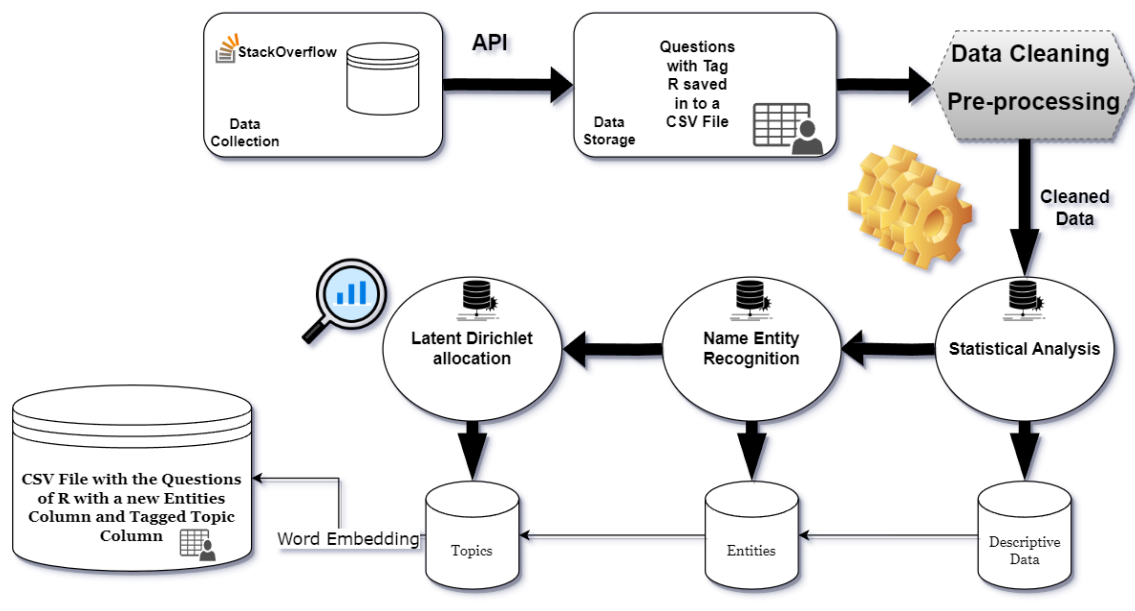 StackOverflow
Data
Collection
API
Questions
with Tag
R saved
in to a
CSV File
Data
Storage
Data Cleaning
Pre-processing
Cleaned
Data
Latent Dirichlet
allocation
Name Entity
Recognition
Statistical Analysis
CSV File with the Questions
of R with a new Entities
Column and Tagged Topic
Column
Word Embedding
Topics
Entities
Descriptive
Data